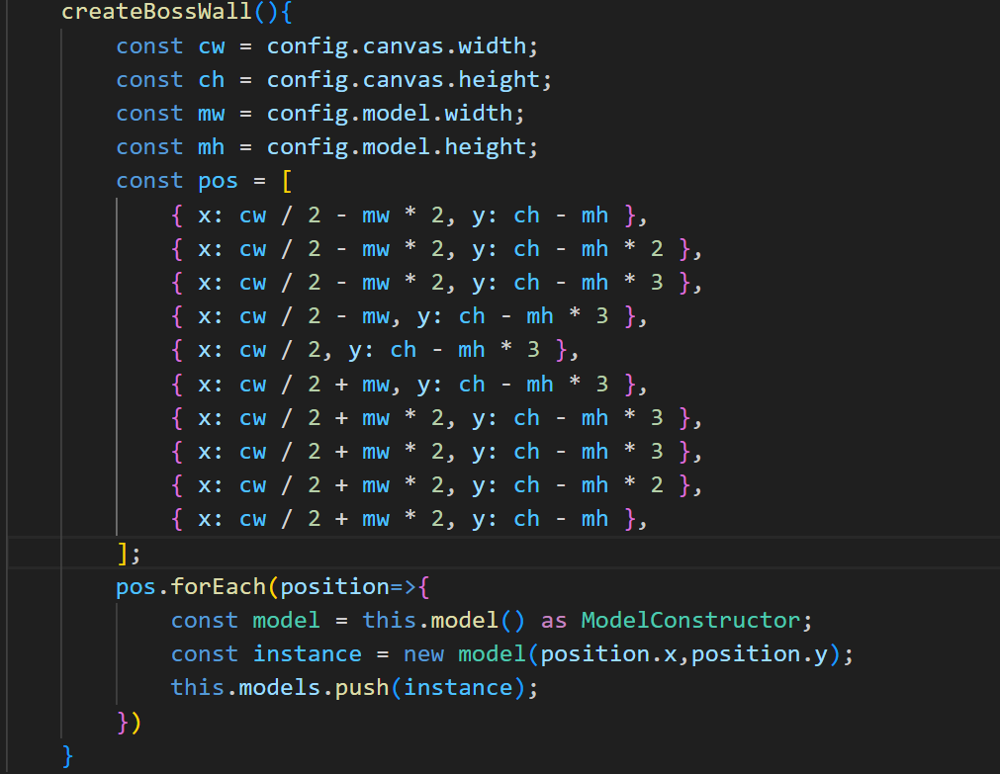 createBossWall(){
const cw = config.canvas.width;
const ch = config.canvas.height;
const mw = config.model.width;
const mh = config.model.height;
const pos = [
{ x: cw / 2 - mw * 2, y: ch - mh },
{ x: cw / 2 - mw * 2, y: ch - mh * 2 },
{ x: cw / 2 - mw * 2, y: ch - mh * 3 },
{ x: cw / 2 - mw, y: ch - mh * 3 },
{ x: cw / 2, y: ch - mh * 3 },
{ x: cw / 2 + mw, y: ch - mh * 3 },
{ x: cw / 2 + mw * 2, y: ch - mh * 3 },
{ x: cw / 2 + mw * 2, y: ch - mh * 3 },
{ x: cw / 2 + mw * 2, y: ch - mh * 2 },
{ x: cw / 2 + mw * 2, y: ch - mh },
];
pos.forEach(position=>{
const model = this.model() as ModelConstructor;
const instance = new model(position.x,position.y);
this.models.push(instance);
})
}